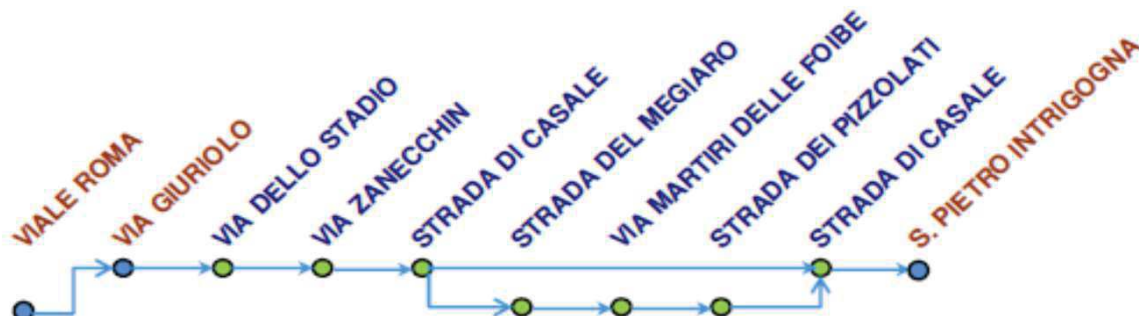 VIALE ROMA
VIA GIURIOLO
VIA DELLO STADIO
VIA ZANECCHIN
STRADA DI CASALE
STRADA DEL MEGIARO
VIA MARTIRI DELLE FOIBE
STRADA DEI PIZZOLATI
STRADA DI CASALE
S. PIETRO INTRIGOGNA